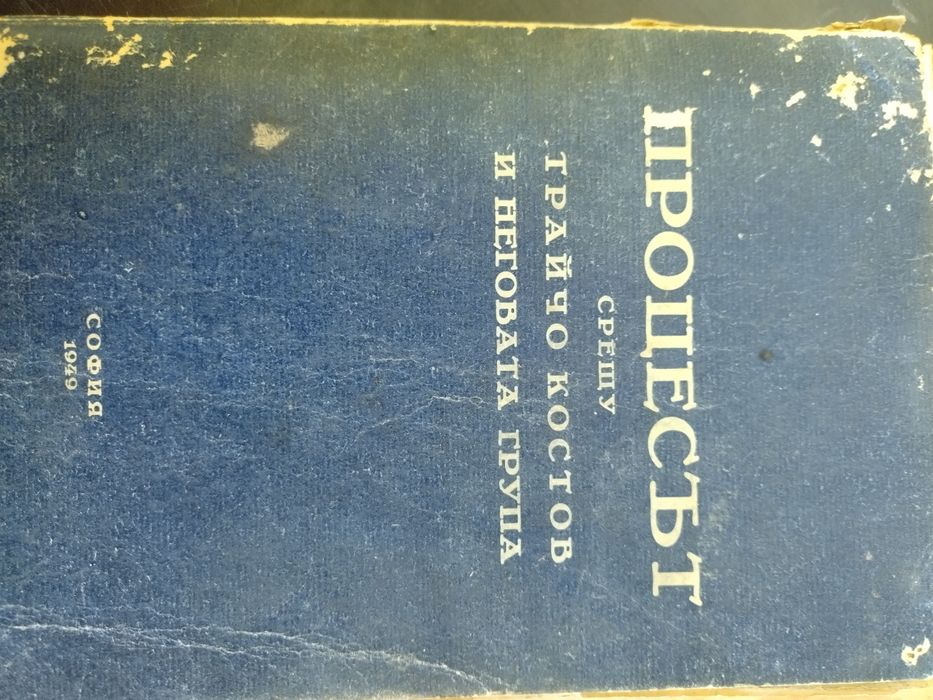 ПРОЦЕСЪТ
СРЕЩУ
ТРАЙЧО КОСТОВ
И НЕГОВАТА ГРУПА
СОФИЯ
1949